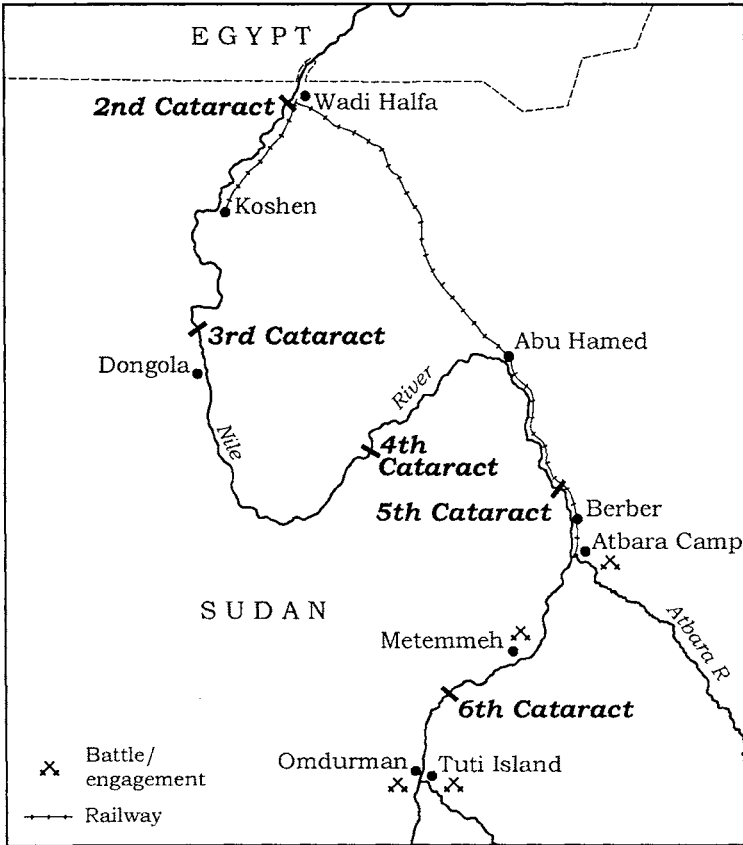 EGYPT
2nd Cataract
Wadi Halfa
Koshen
3rd Cataract
Abu Hamed
Dongola
River
Nile
4th
Cataract
5th Cataract
Berber
Atbara Camp
SUDAN
Atbara R
Metemmeh
6th Cataract
Battle/
engagement
Omdurman
Tuti Island
Railway